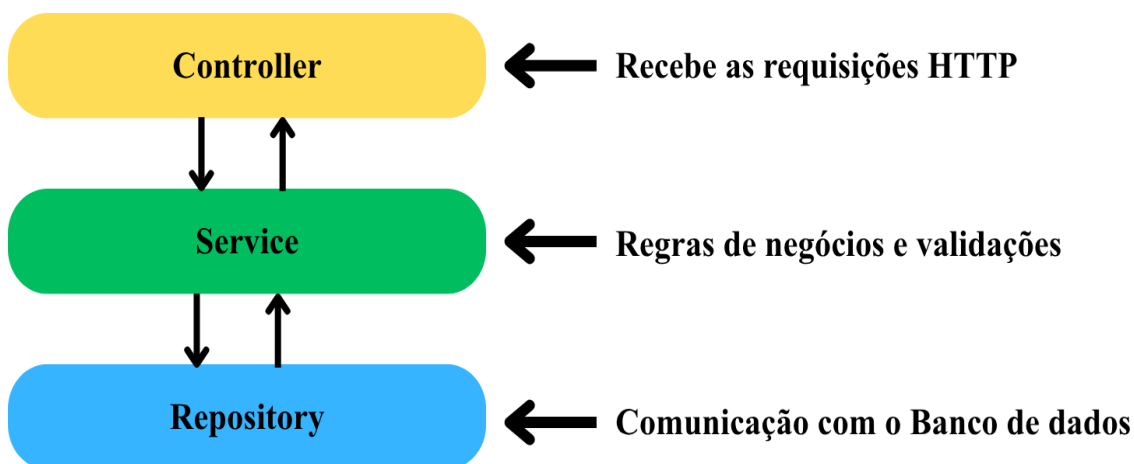 Controller
Recebe as requisições HTTP
Service
Regras de negócios e validações
Repository
Comunicação com o Banco de dados